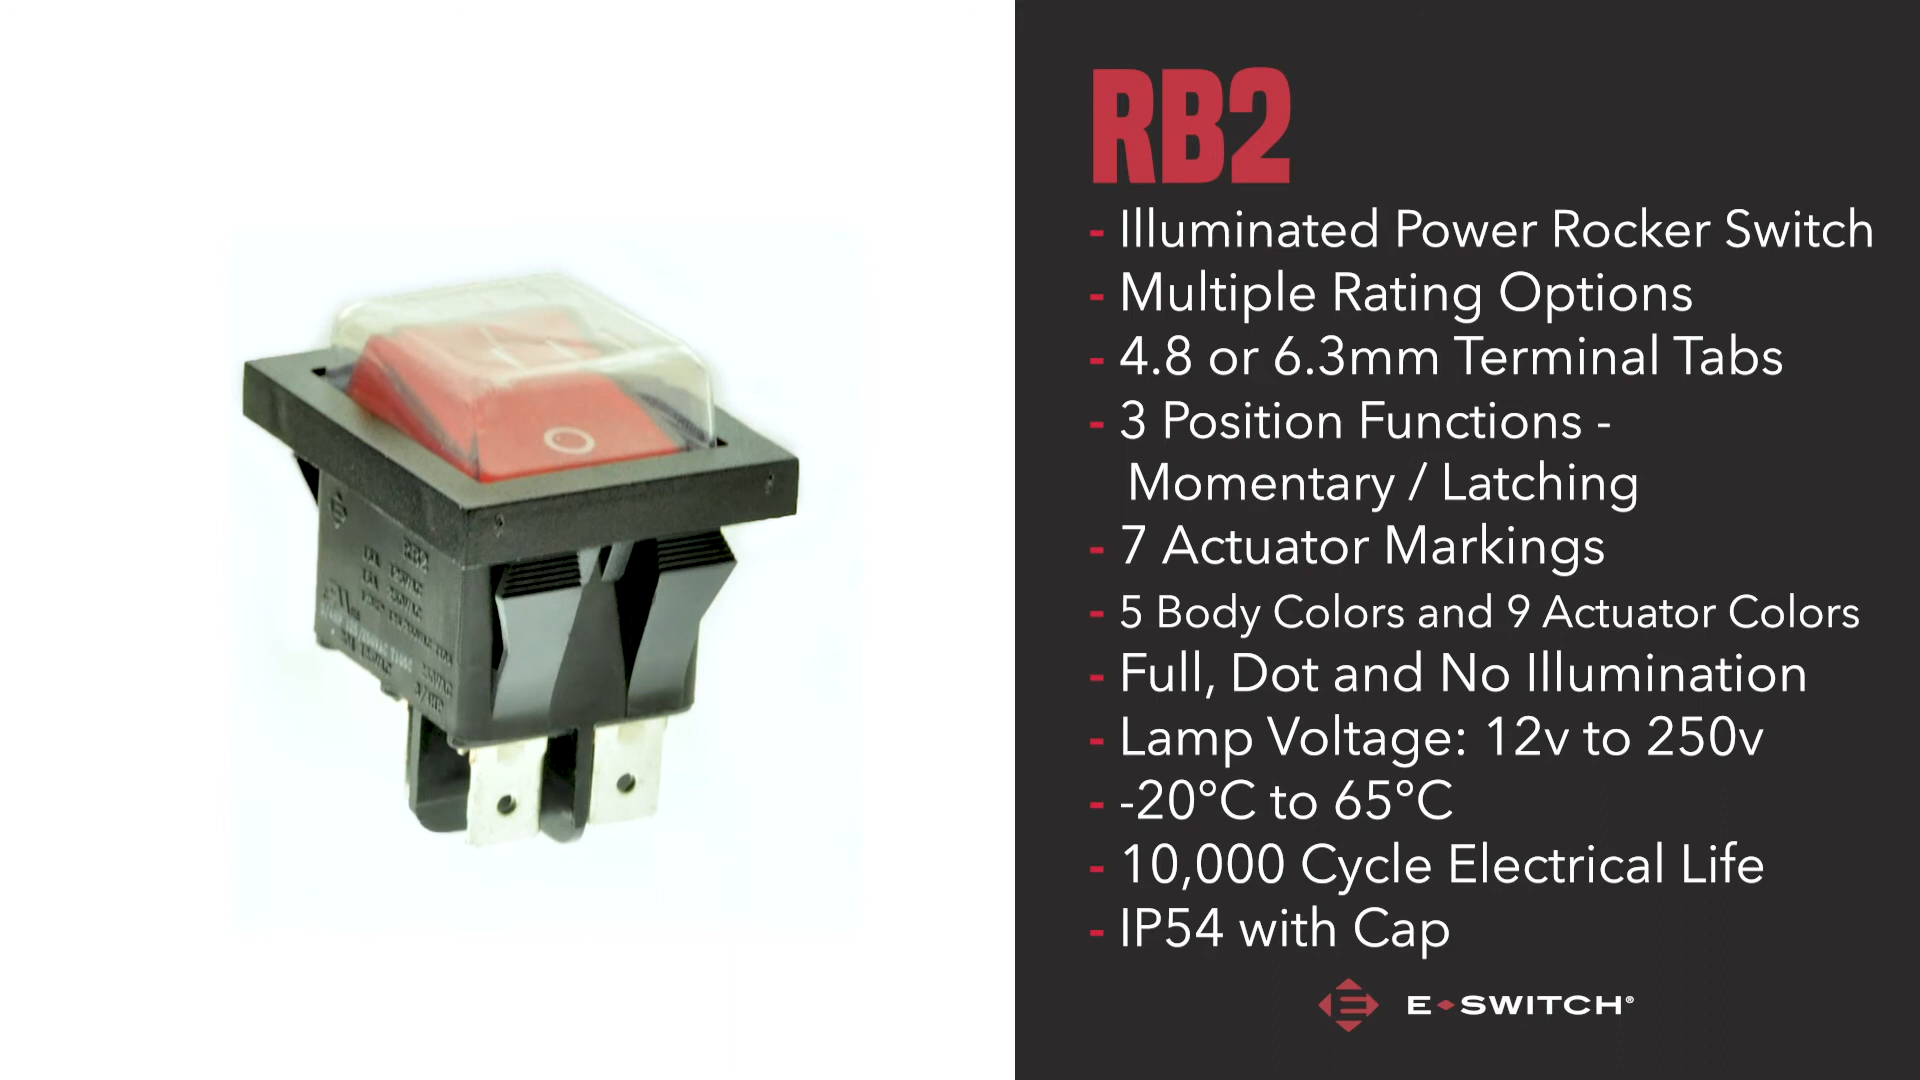 RB2
- Illuminated Power Rocker Switch
- Multiple Rating Options
- 4.8 or 6.3mm Terminal Tabs
- 3 Position Functions -
Momentary / Latching
- 7 Actuator Markings
- 5 Body Colors and 9 Actuator Colors
- Full, Dot and No Illumination
- Lamp Voltage: 12v to 250v
- -20°C to 65°C
- 10,000 Cycle Electrical Life
- IP54 with Cap
E SWITCH®
RB2